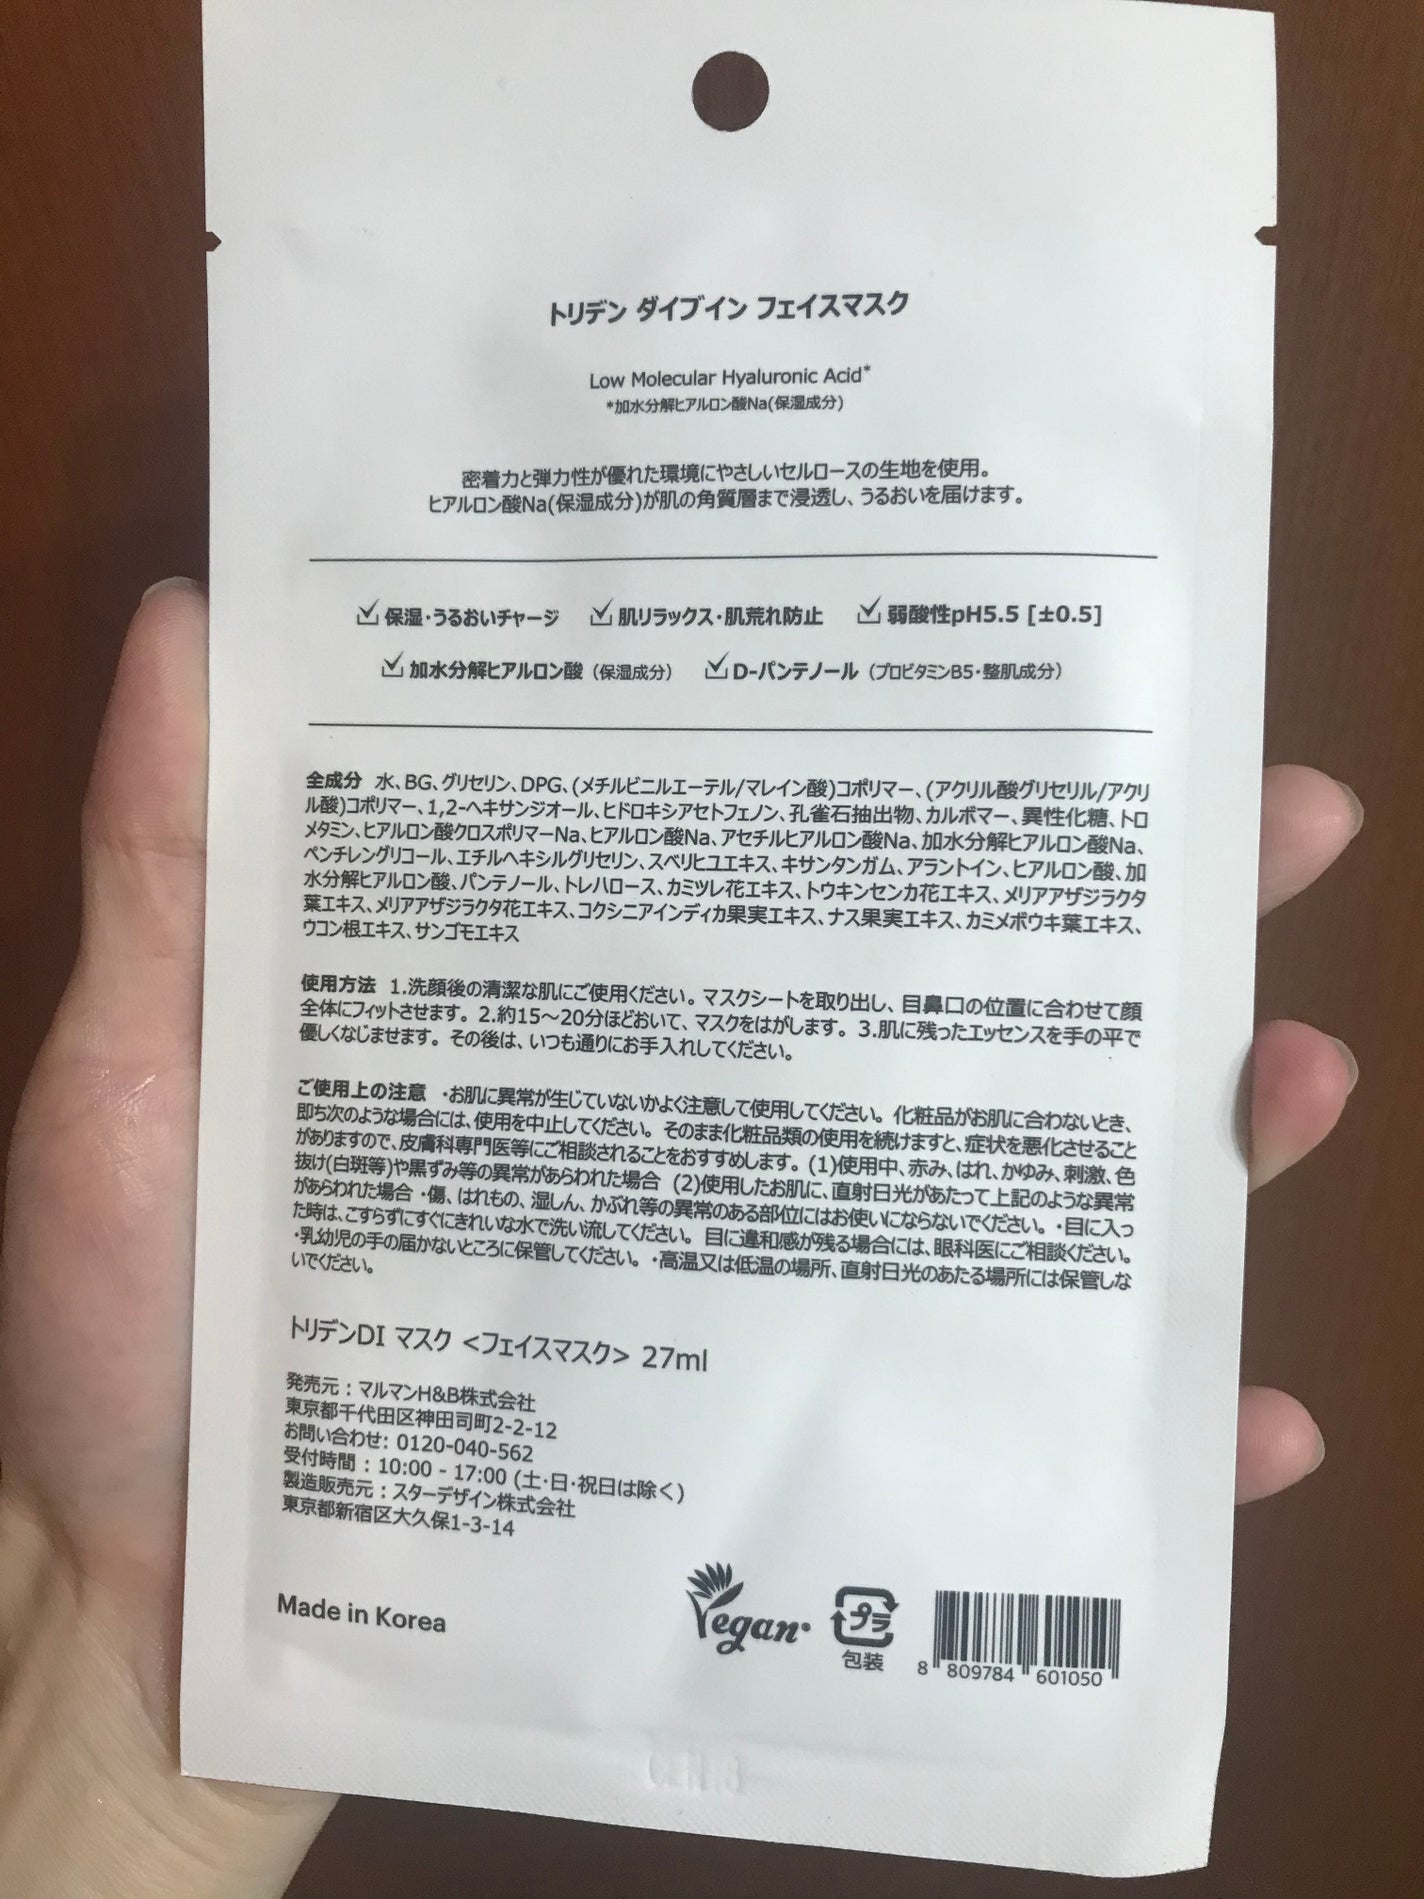 トリデン ダイブイン フェイスマスク
Low Molecular Hyaluronic Acid*
*加水分解ヒアルロン酸Na(保湿成分)
密着力と弾力性が優れた環境にやさしいセルロースの生地を使用。
ヒアルロン酸Na(保湿成分)が肌の角質層まで浸透し、うるおいを届けます。
保湿・うるおいチャージ 肌リラックス・肌荒れ防止 弱酸性pH5.5 [±0.5]
加水分解ヒアルロン酸 (保湿成分) D-パンテノール (プロビタミンB5・整肌成分)
全成分 水、BG、グリセリン、DPG、(メチルビニルエーテル/マレイン酸)コポリマー、(アクリル酸グリセリル/アクリ
ル酸)コポリマー、1,2-ヘキサンジオール、ヒドロキシアセトフェノン、孔雀石抽出物、カルボマー、異性化糖、トロ
メタミン、ヒアルロン酸クロスポリマーNa、ヒアルロン酸Na、アセチルヒアルロン酸Na、加水分解ヒアルロン酸Na、
ペンチレングリコール、エチルヘキシルグリセリン、スベリヒユエキス、キサンタンガム、アラントイン、ヒアルロン酸、加
水分解ヒアルロン酸、パンテノール、トレハロース、カミツレ花エキス、トウキンセンカ花エキス、メリアアザジラクタ
葉エキス、メリアアザジラクタ花エキス、コクシニアインディカ果実エキス、ナス果実エキス、カミメボウキ葉エキス、
ウコン根エキス、サンゴモエキス
使用方法 1.洗顔後の清潔な肌にご使用ください。マスクシートを取り出し、目鼻口の位置に合わせて顔
全体にフィットさせます。2.約15～20分ほどおいて、マスクをはがします。3.肌に残ったエッセンスを手の平で
優しくなじませます。その後は、いつも通りにお手入れしてください。
ご使用上の注意 ・お肌に異常が生じていないかよく注意して使用してください。化粧品がお肌に合わないとき、
即ち次のような場合には、使用を中止してください。そのまま化粧品類の使用を続けますと、症状を悪化させること
がありますので、皮膚科専門医等にご相談されることをおすすめします。(1)使用中、赤み、はれ、かゆみ、刺激、色
抜け(白斑等)や黒ずみ等の異常があらわれた場合 (2)使用したお肌に、直射日光があたって上記のような異常
があらわれた場合 ・傷、はれもの、湿しん、かぶれ等の異常のある部位にはお使いにならないでください。・目に入っ
た時は、こすらずにすぐにきれいな水で洗い流してください。目に違和感が残る場合には、眼科医にご相談ください。
・乳幼児の手の届かないところに保管してください。・高温又は低温の場所、直射日光のあたる場所には保管しな
いでください。
トリデンDI マスク <フェイスマスク> 27ml
発売元：マルマンH&B株式会社
東京都千代田区神田司町2-2-12
お問い合わせ: 0120-040-562
受付時間：10:00 - 17:00 (土・日・祝日は除く)
製造販売元：スターデザイン株式会社
東京都新宿区大久保1-3-14
Made in Korea
Vegan
プラ
包装
8 809784 601050